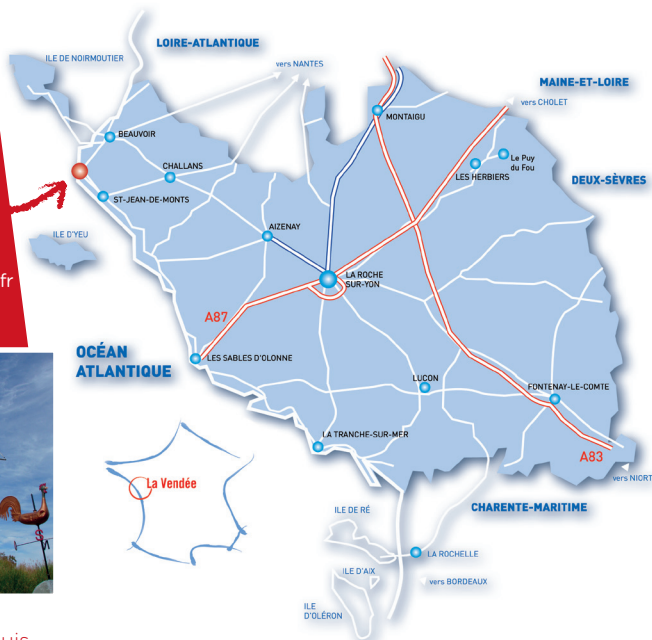 LOIRE-ATLANTIQUE
ILE DE NOIRMOUTIER
vers NANTES
MAINE-ET-LOIRE
vers CHOLET
MONTAIGU
BEAUVOIR
Le Puy
du Fou
CHALLANS
LES HERBIERS
DEUX-SÈVRES
ST-JEAN-DE-MONTS
AIZENAY
ILE D'YEU
fr
LA ROCHE
SUR-YON
A87
OCÉAN
ATLANTIQUE
LES SABLES D'OLONNE
LUCON
FONTENAY-LE-COMTE
LA TRANCHE-SUR-MER
A83
La Vendée
vers NIORT
CHARENTE-MARITIME
ILE DE RÉ
S
LA ROCHELLE
ILE D'AIX
vers BORDEAUX
ILE
D'OLÉRON
uis